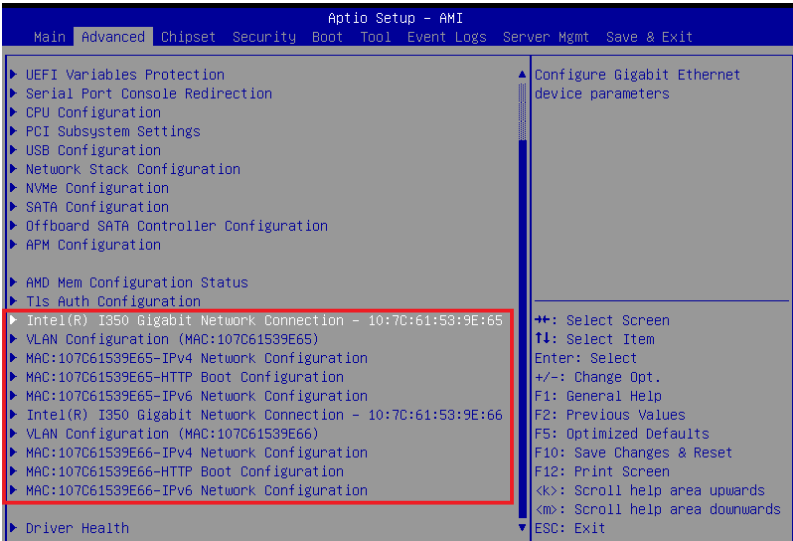 Aptio Setup – AMI
Main Advanced Chipset Security Boot Tool Event Logs Server Mgmt Save & Exit
UEFI Variables Protection
Serial Port Console Redirection
CPU Configuration
PCI Subsystem Settings
USB Configuration
Network Stack Configuration
NVMe Configuration
SATA Configuration
Offboard SATA Controller Configuration
APM Configuration
AMD Mem Configuration Status
Tls Auth Configuration
Intel(R) I350 Gigabit Network Connection – 10:7C:61:53:9E:65
VLAN Configuration (MAC:107C61539E65)
MAC:107C61539E65-IPv4 Network Configuration
MAC:107C61539E65-HTTP Boot Configuration
MAC:107C61539E65-IPv6 Network Configuration
Intel(R) I350 Gigabit Network Connection – 10:7C:61:53:9E:66
VLAN Configuration (MAC:107C61539E66)
MAC:107C61539E66-IPv4 Network Configuration
MAC:107C61539E66-HTTP Boot Configuration
MAC:107C61539E66-IPv6 Network Configuration
Driver Health
Configure Gigabit Ethernet
device parameters
→←: Select Screen
↑↓: Select Item
Enter: Select
+/-: Change Opt.
F1: General Help
F2: Previous Values
F5: Optimized Defaults
F10: Save Changes & Reset
F12: Print Screen
<k>: Scroll help area upwards
<m>: Scroll help area downwards
ESC: Exit